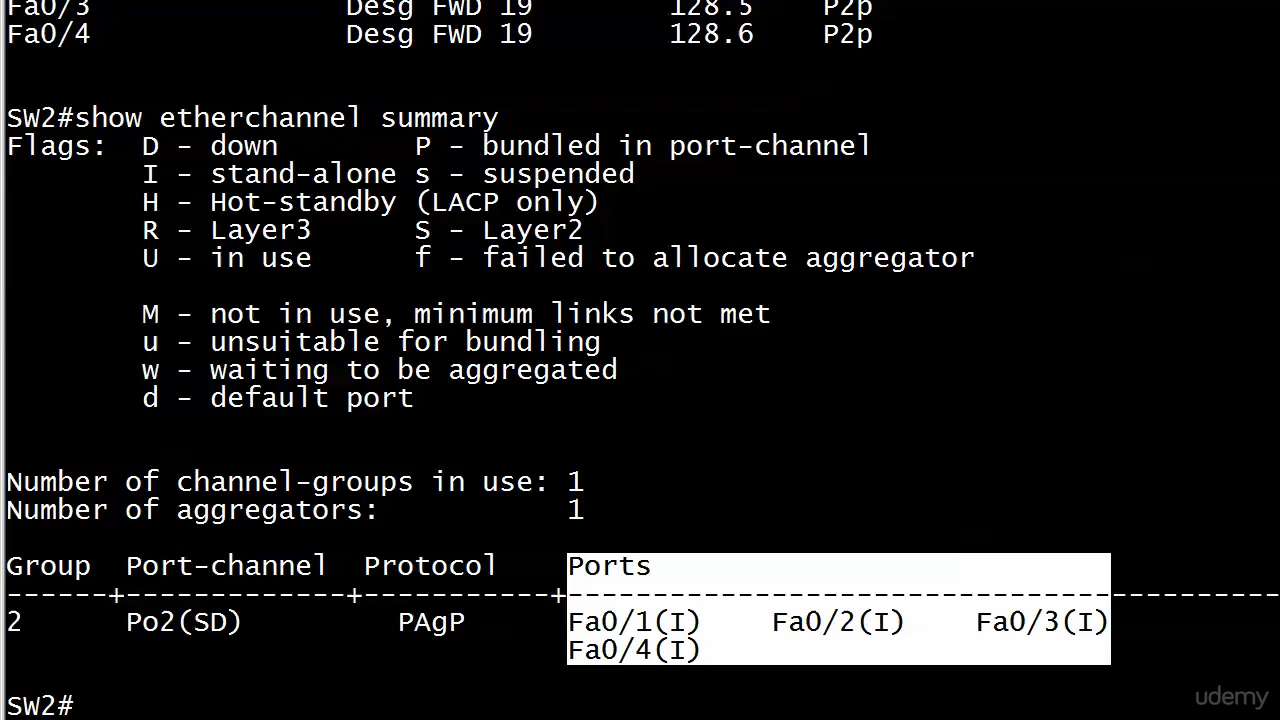 Fa0/3 Desg FWD 19 128.5 P2p
Fa0/4 Desg FWD 19 128.6 P2p
SW2#show etherchannel summary
Flags: D - down P - bundled in port-channel
I - stand-alone s - suspended
H - Hot-standby (LACP only)
R - Layer3 S - Layer2
U - in use f - failed to allocate aggregator
M - not in use, minimum links not met
u - unsuitable for bundling
w - waiting to be aggregated
d - default port
Number of channel-groups in use: 1
Number of aggregators: 1
Group Port-channel Protocol Ports
------+-------------+-----------+-----------------------------------------------
2 Po2(SD) PAgP Fa0/1(I) Fa0/2(I) Fa0/3(I)
Fa0/4(I)
SW2#
udemy